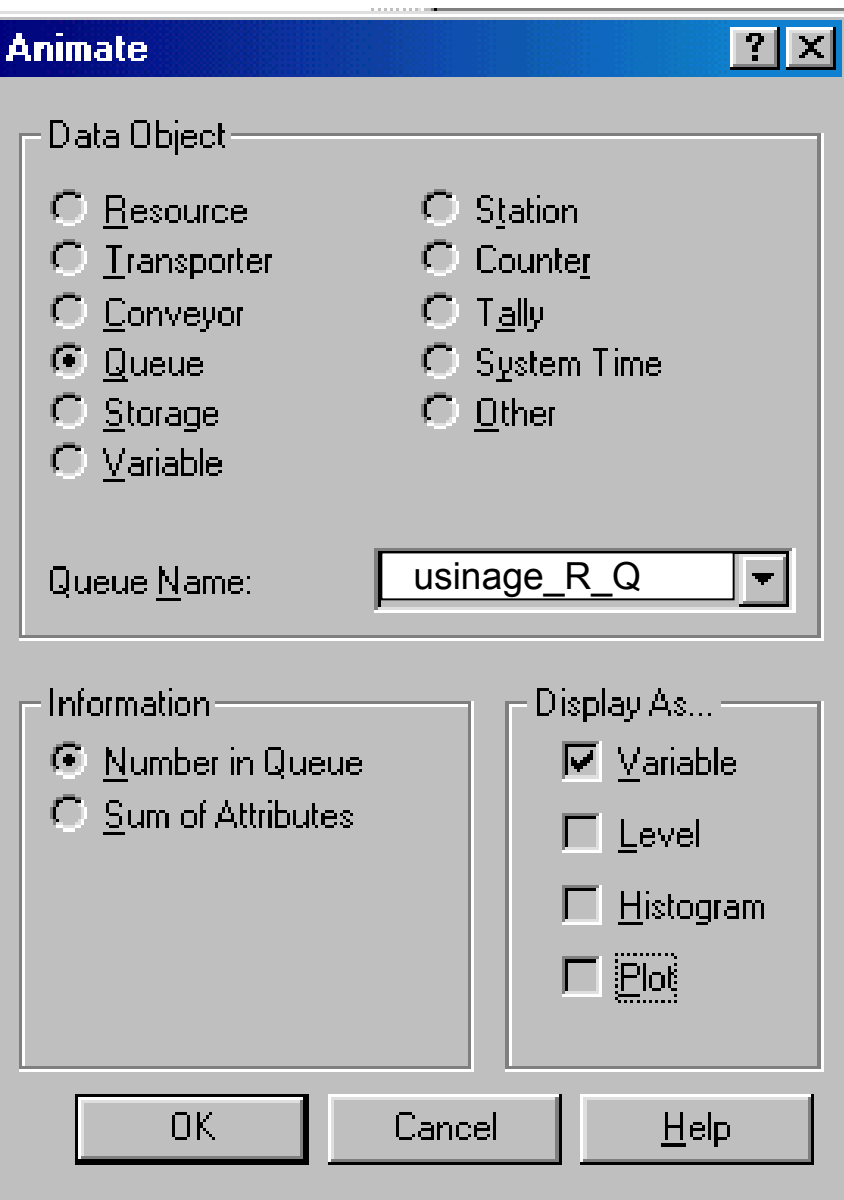 Animate
Data Object
Resource
Transporter
Conveyor
Queue
Storage
Variable
Station
Counter
Tally
System Time
Other
Queue Name: usinage_R_Q
Information
Number in Queue
Sum of Attributes
Display As...
Variable
Level
Histogram
Plot
OK Cancel Help